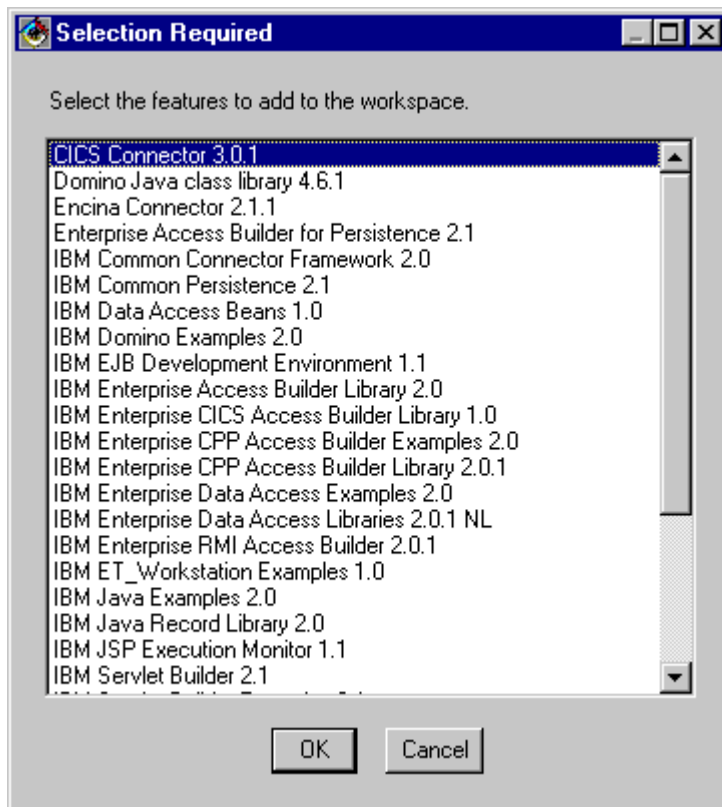 Selection Required
Select the features to add to the workspace.
CICS Connector 3.0.1
Domino Java class library 4.6.1
Encina Connector 2.1.1
Enterprise Access Builder for Persistence 2.1
IBM Common Connector Framework 2.0
IBM Common Persistence 2.1
IBM Data Access Beans 1.0
IBM Domino Examples 2.0
IBM EJB Development Environment 1.1
IBM Enterprise Access Builder Library 2.0
IBM Enterprise CICS Access Builder Library 1.0
IBM Enterprise CPP Access Builder Examples 2.0
IBM Enterprise CPP Access Builder Library 2.0.1
IBM Enterprise Data Access Examples 2.0
IBM Enterprise Data Access Libraries 2.0.1 NL
IBM Enterprise RMI Access Builder 2.0.1
IBM ET_Workstation Examples 1.0
IBM Java Examples 2.0
IBM Java Record Library 2.0
IBM JSP Execution Monitor 1.1
IBM Servlet Builder 2.1
OK Cancel